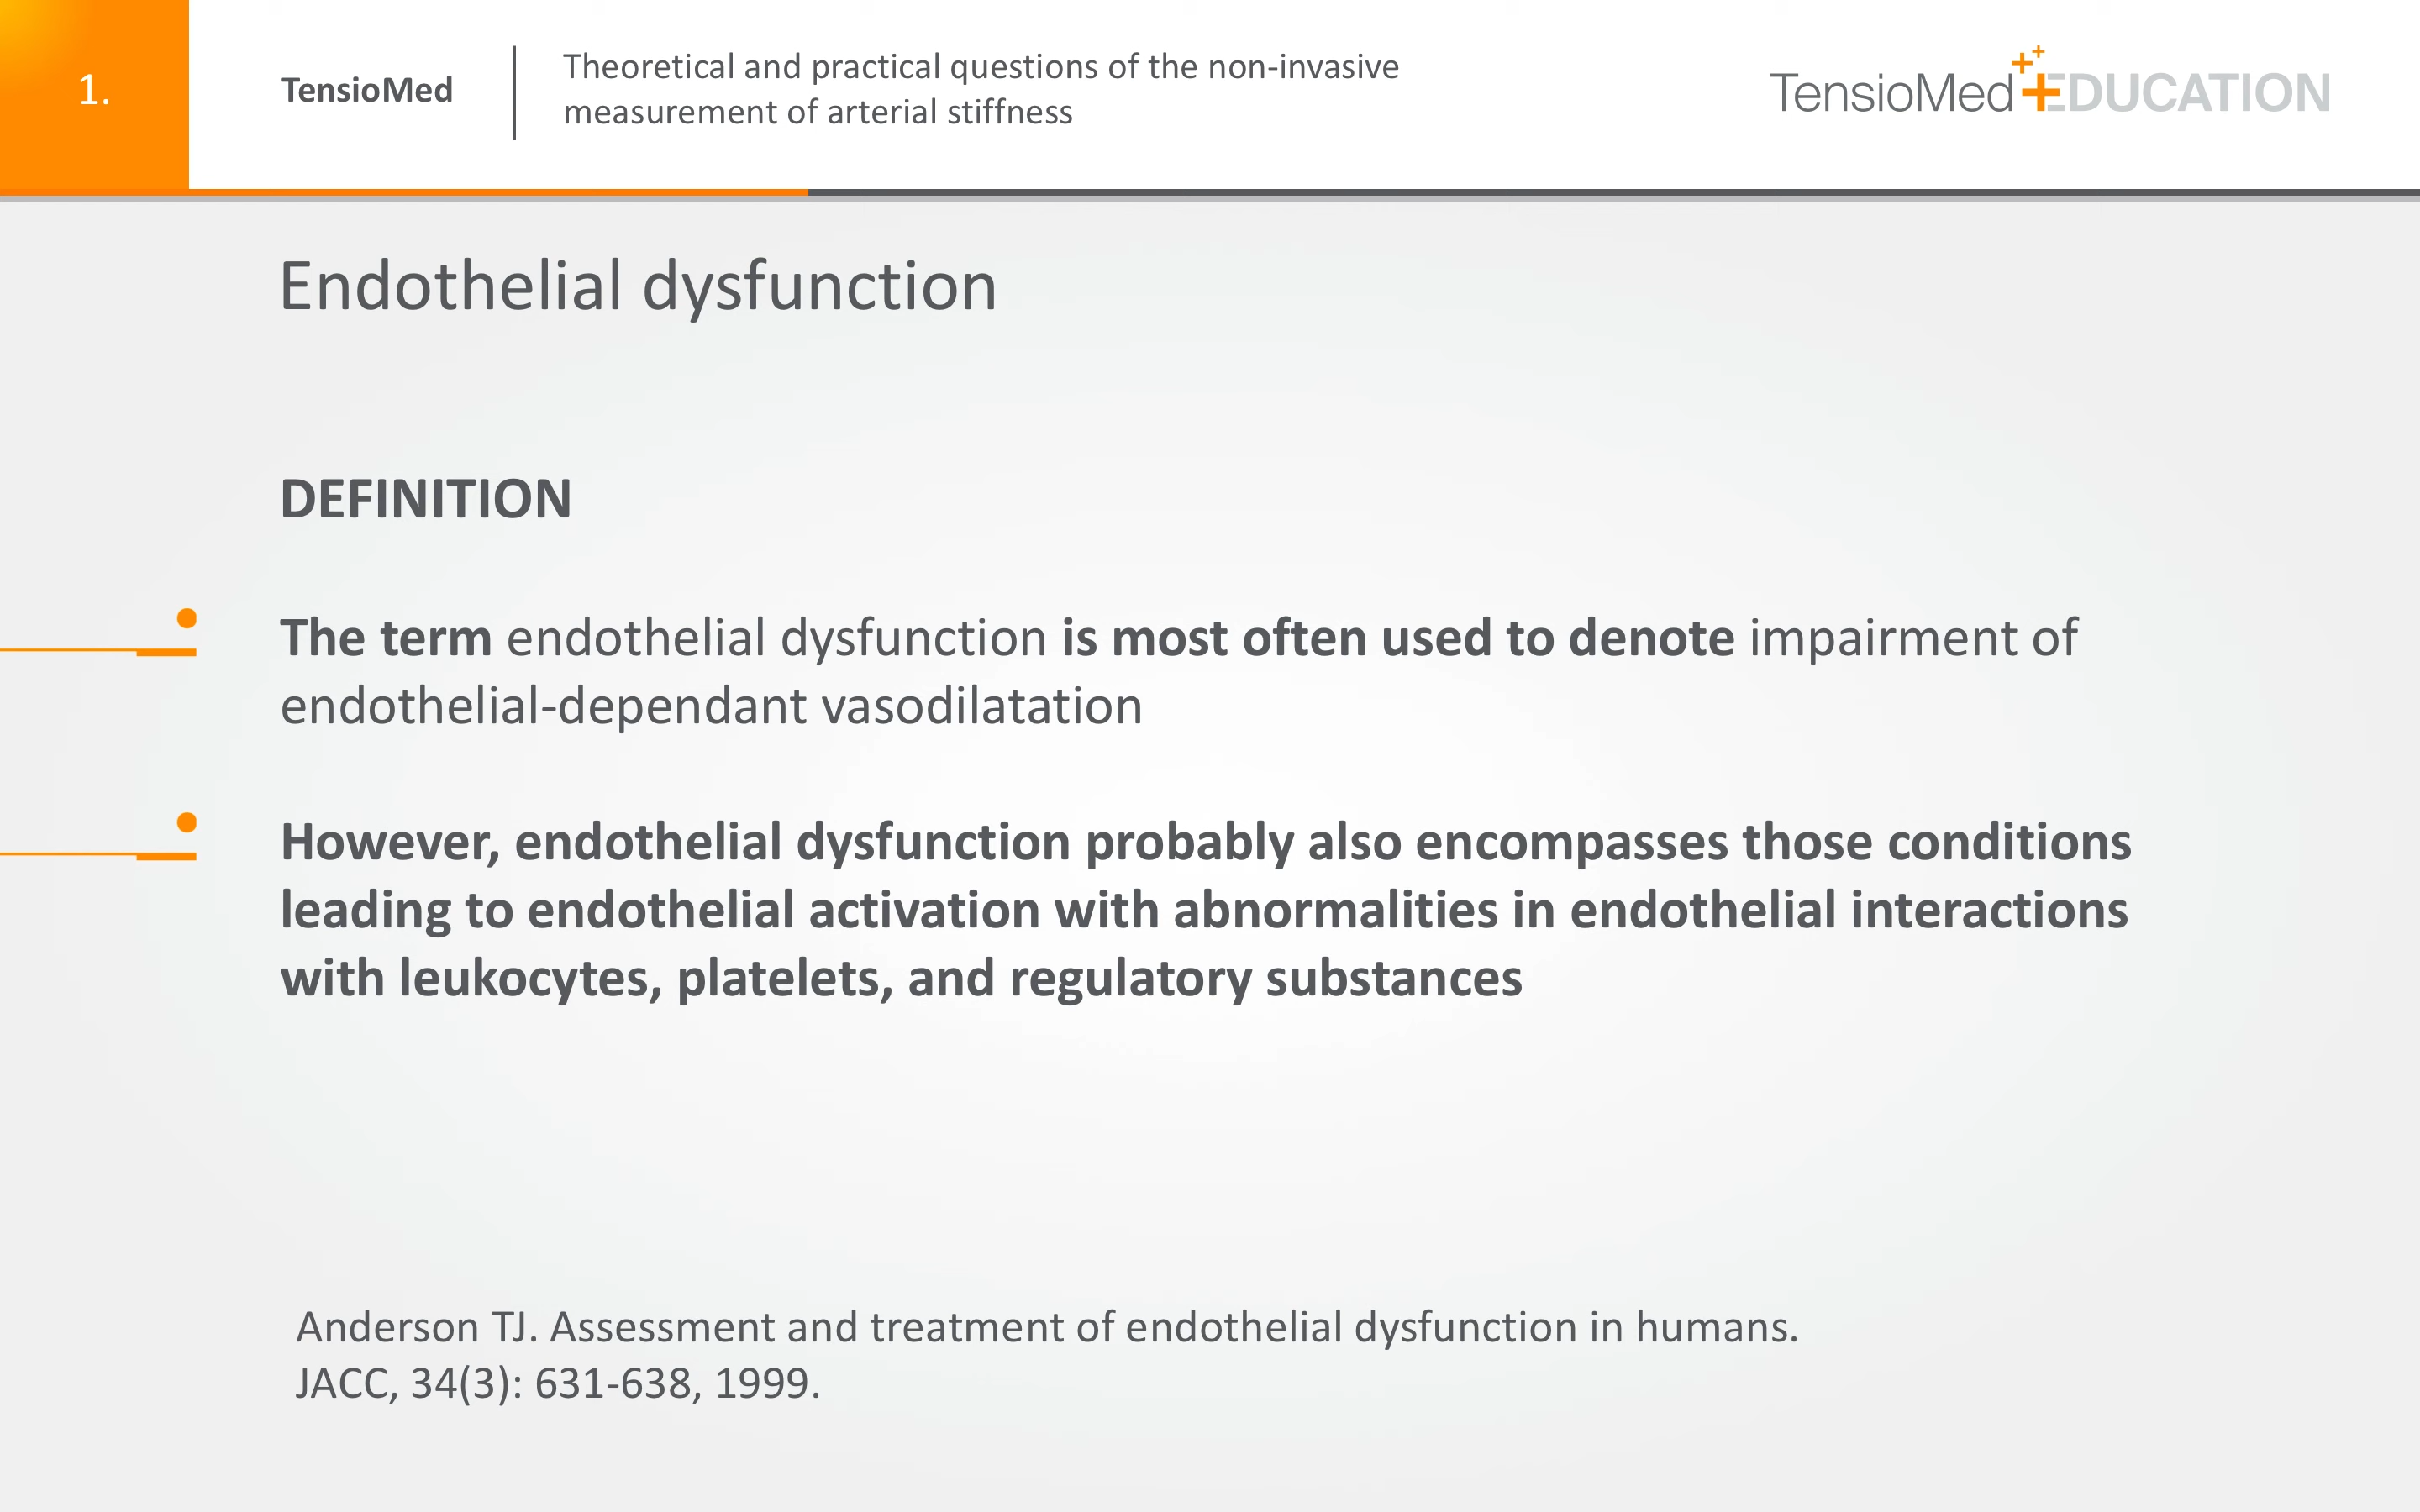 1.
TensioMed
Theoretical and practical questions of the non-invasive
measurement of arterial stiffness
TensioMed EDUCATION
Endothelial dysfunction
DEFINITION
The term endothelial dysfunction is most often used to denote impairment of
endothelial-dependant vasodilatation
However, endothelial dysfunction probably also encompasses those conditions
leading to endothelial activation with abnormalities in endothelial interactions
with leukocytes, platelets, and regulatory substances
Anderson TJ. Assessment and treatment of endothelial dysfunction in humans.
JACC, 34(3): 631-638, 1999.